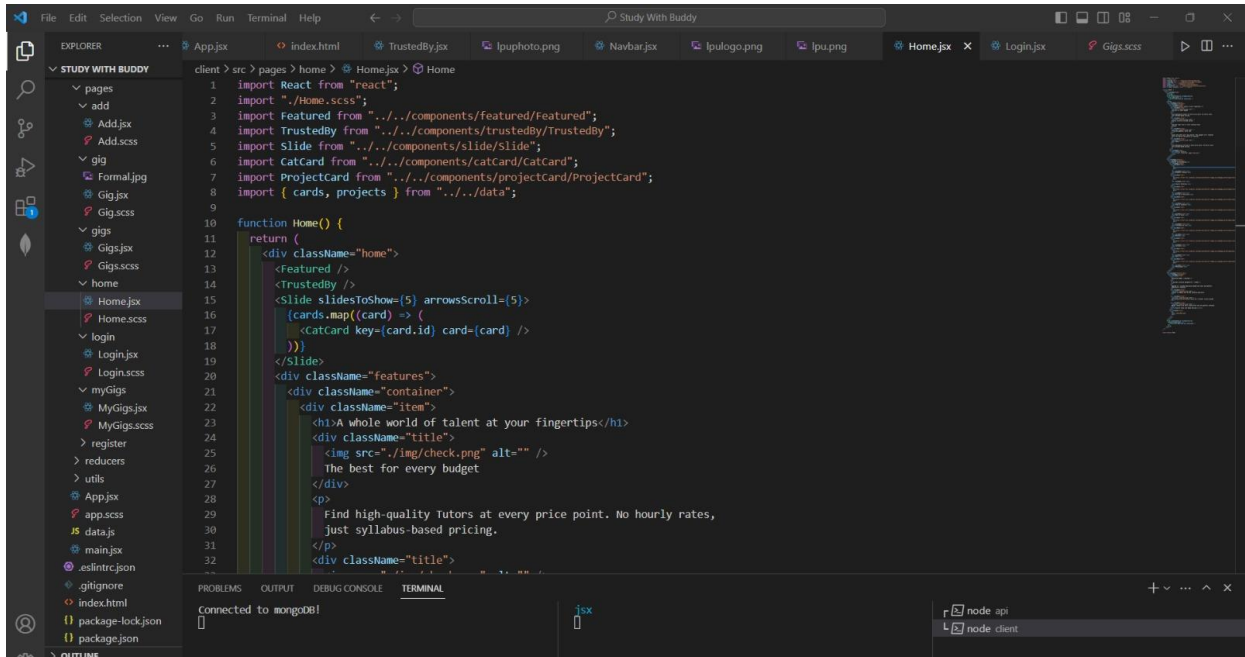 File Edit Selection View Go Run Terminal Help
Study With Buddy
EXPLORER
App.jsx
index.html
TrustedBy.jsx
lpuphoto.png
Navbar.jsx
lpulogo.png
lpu.png
Home.jsx
Login.jsx
Gigs.scss
STUDY WITH BUDDY
pages
add
Add.jsx
Add.scss
gig
Formal.jpg
Gig.jsx
Gig.scss
gigs
Gigs.jsx
Gigs.scss
home
Home.jsx
Home.scss
login
Login.jsx
Login.scss
myGigs
MyGigs.jsx
MyGigs.scss
register
reducers
utils
App.jsx
app.scss
JS data.js
main.jsx
.eslintrc.json
.gitignore
index.html
{} package-lock.json
{} package.json
OUTLINE
1
client > src > pages > home > Home.jsx > Home
1 import React from "react";
2 import "./Home.scss";
3 import Featured from "../../components/featured/Featured";
4 import TrustedBy from "../../components/trustedBy/TrustedBy";
5 import Slide from "../../components/slide/Slide";
6 import CatCard from "../../components/catCard/CatCard";
7 import ProjectCard from "../../components/projectCard/ProjectCard";
8 import { cards, projects } from "../../data";
9
10 function Home() {
11 return (
12 <div className="home">
13 <Featured />
14 <TrustedBy />
15 <Slide slidesToShow={5} arrowsScroll={5}>
16 {cards.map((card) => (
17 <CatCard key={card.id} card={card} />
18 ))}
19 </Slide>
20 <div className="features">
21 <div className="container">
22 <div className="item">
23 <h1>A whole world of talent at your fingertips</h1>
24 <div className="title">
25 <img src="./img/check.png" alt="" />
26 The best for every budget
27 </div>
28 <p>
29 Find high-quality Tutors at every price point. No hourly rates,
30 just syllabus-based pricing.
31 </p>
32 <div className="title">
PROBLEMS OUTPUT DEBUG CONSOLE TERMINAL
Connected to mongoDB!
jsx
node api
node client